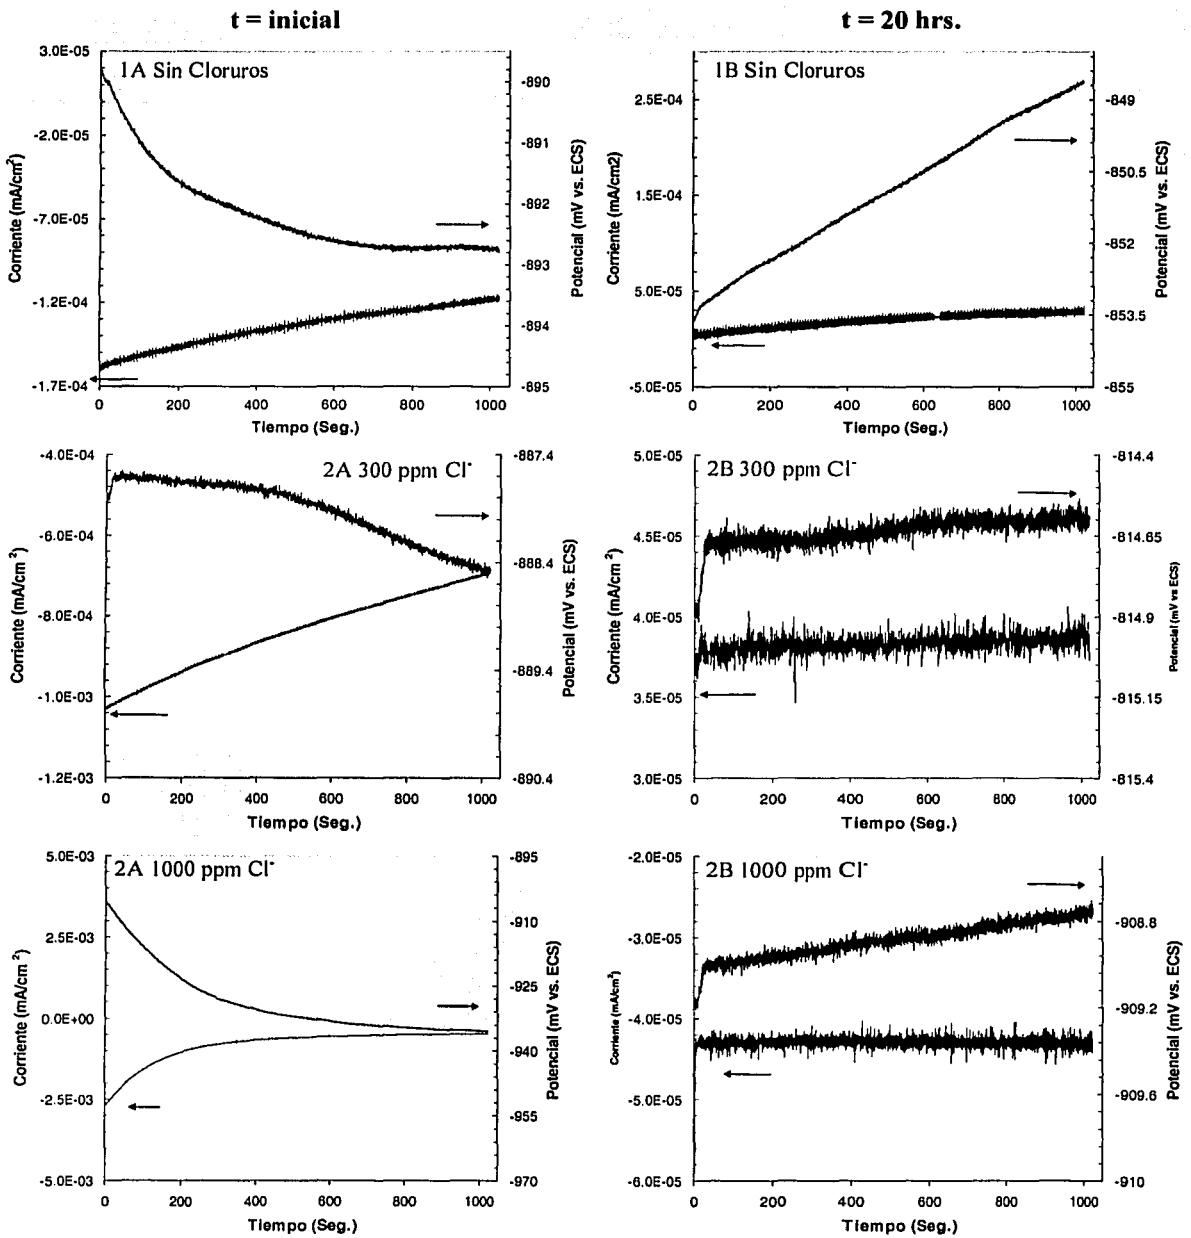 t = inicial
t = 20 hrs.
1A Sin Cloruros
3.0E-05
-2.0E-05
-7.0E-05
-1.2E-04
-1.7E-04
Corriente (mA/cm²)
-890
-891
-892
-893
-894
-895
Potencial (mV vs. ECS)
0 200 400 600 800 1000
Tiempo (Seg.)
1B Sin Cloruros
2.5E-04
1.5E-04
5.0E-05
-5.0E-05
Corriente (mA/cm2)
-849
-850.5
-852
-853.5
-855
Potencial (mV vs. ECS)
0 200 400 600 800 1000
Tiempo (Seg.)
2A 300 ppm Cl⁻
-4.0E-04
-6.0E-04
-8.0E-04
-1.0E-03
-1.2E-03
Corriente (mA/cm²)
-887.4
-888.4
-889.4
-890.4
Potencial (mV vs. ECS)
0 200 400 600 800 1000
Tiempo (Seg.)
2B 300 ppm Cl⁻
5.0E-05
4.5E-05
4.0E-05
3.5E-05
3.0E-05
Corriente (mA/cm²)
-814.4
-814.65
-814.9
-815.15
-815.4
Potencial (mV vs ECS)
0 200 400 600 800 1000
Tiempo (Seg.)
2A 1000 ppm Cl⁻
5.0E-03
2.5E-03
0.0E+00
-2.5E-03
-5.0E-03
Corriente (mA/cm²)
-895
-910
-925
-940
-955
-970
Potencial (mV vs. ECS)
0 200 400 600 800 1000
Tiempo (Seg.)
2B 1000 ppm Cl⁻
-2.0E-05
-3.0E-05
-4.0E-05
-5.0E-05
-6.0E-05
Corriente (mA/cm²)
-908.8
-909.2
-909.6
-910
Potencial (mV vs. ECS)
0 200 400 600 800 1000
Tiempo (Seg.)